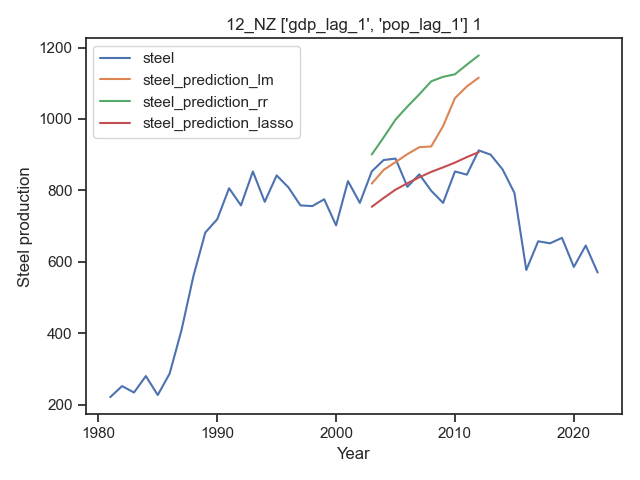 12_NZ ['gdp_lag_1', 'pop_lag_1'] 1
steel
steel_prediction_lm
steel_prediction_rr
steel_prediction_lasso
Steel production
1200
1000
800
600
400
200
1980
1990
2000
2010
2020
Year